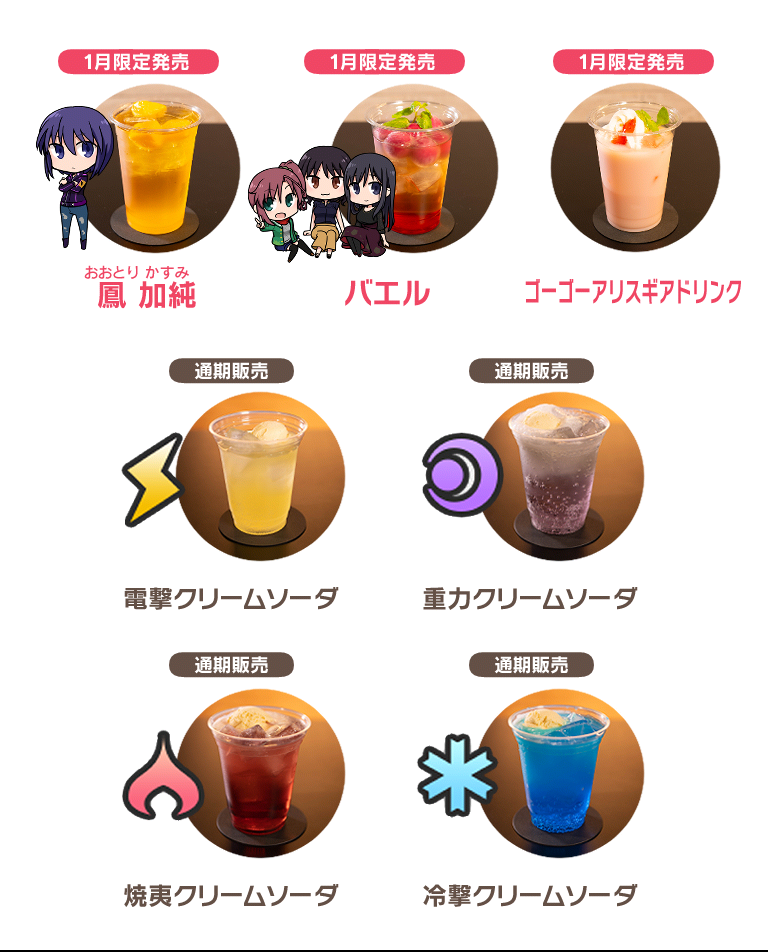 1月限定発売
1月限定発売
1月限定発売
おおとり かすみ
鳳 加純
バエル
ゴーゴーアリスギアドリンク
通期販売
通期販売
電撃クリームソーダ
重力クリームソーダ
通期販売
通期販売
焼夷クリームソーダ
冷撃クリームソーダ